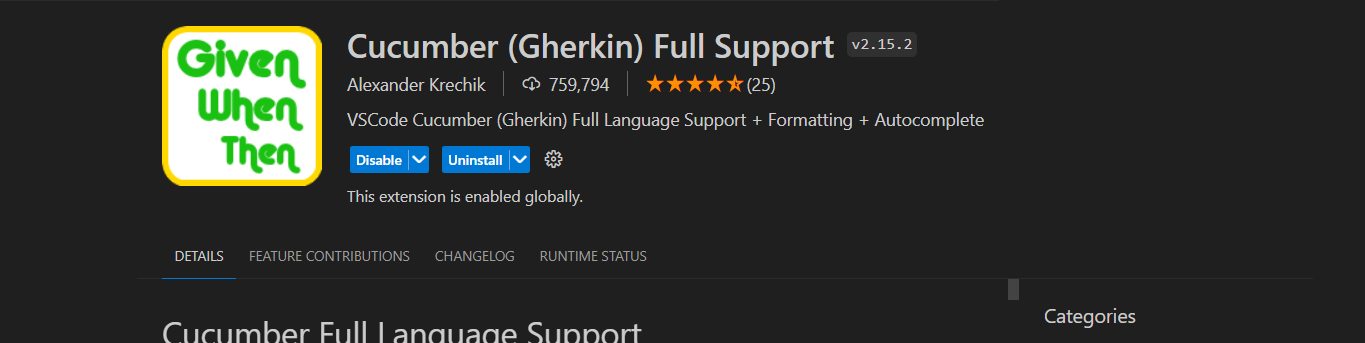 Given
When
Then
Cucumber (Gherkin) Full Support v2.15.2
Alexander Krechik 759,794 (25)
VSCode Cucumber (Gherkin) Full Language Support + Formatting + Autocomplete
Disable Uninstall
This extension is enabled globally.
DETAILS FEATURE CONTRIBUTIONS CHANGELOG RUNTIME STATUS
Cucumber Full Language Support
Categories